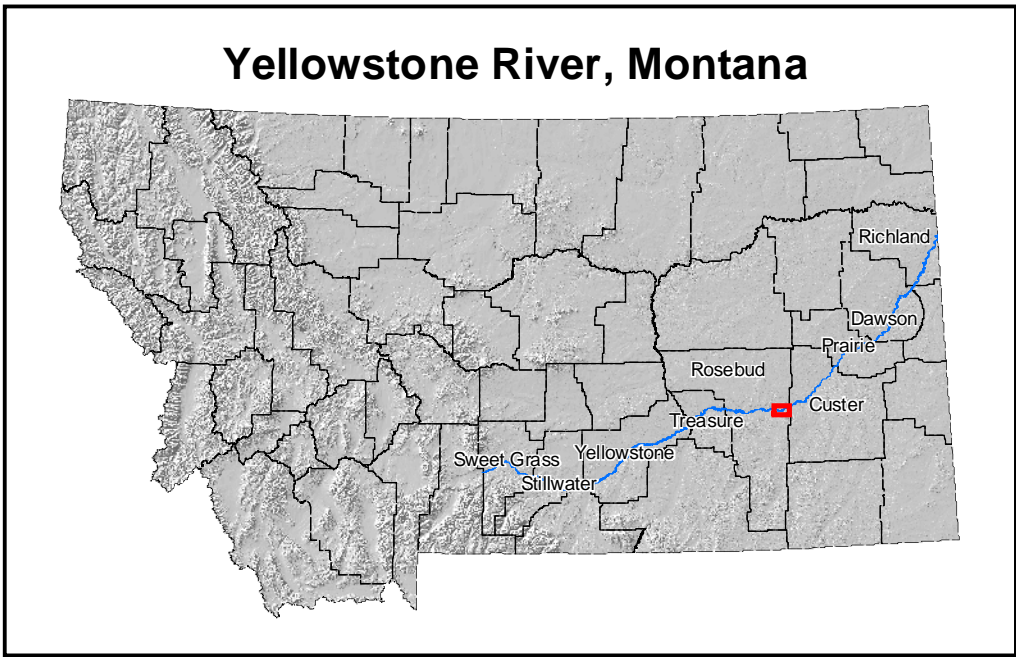 Yellowstone River, Montana
Richland
Dawson
Prairie
Rosebud
Custer
Treasure
Yellowstone
Sweet Grass
Stillwater